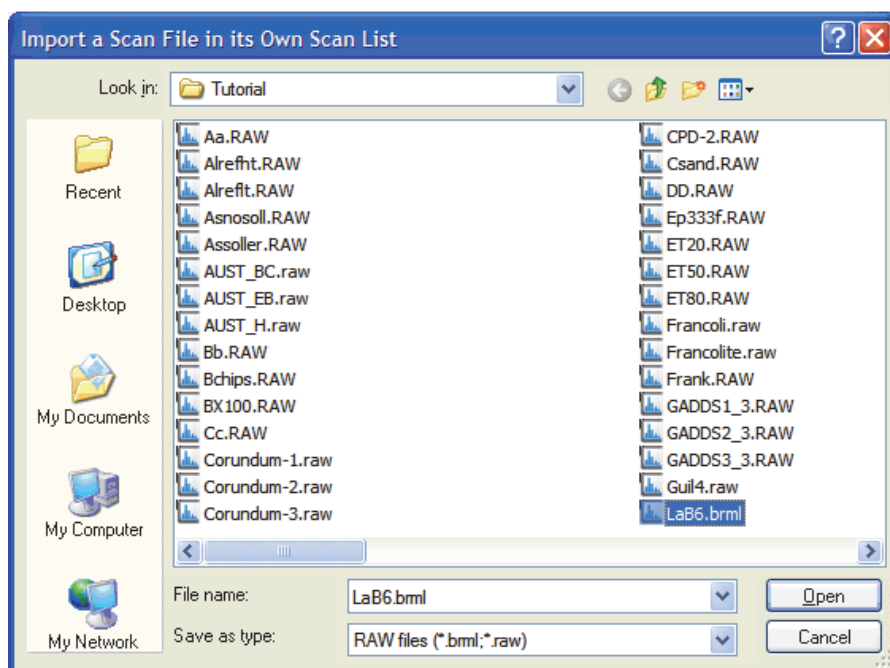 Import a Scan File in its Own Scan List
Look in:
Tutorial
Recent
Desktop
My Documents
My Computer
My Network
Aa.RAW
Alrefht.RAW
Alreflt.RAW
Asnosoll.RAW
Assoller.RAW
AUST_BC.raw
AUST_EB.raw
AUST_H.raw
Bb.RAW
Bchips.RAW
BX100.RAW
Cc.RAW
Corundum-1.raw
Corundum-2.raw
Corundum-3.raw
CPD-2.RAW
Csand.RAW
DD.RAW
Ep333f.RAW
ET20.RAW
ET50.RAW
ET80.RAW
Francoli.raw
Francolite.raw
Frank.RAW
GADDS1_3.RAW
GADDS2_3.RAW
GADDS3_3.RAW
Guil4.raw
LaB6.brml
File name:
LaB6.brml
Open
Save as type:
RAW files (*.brml;*.raw)
Cancel